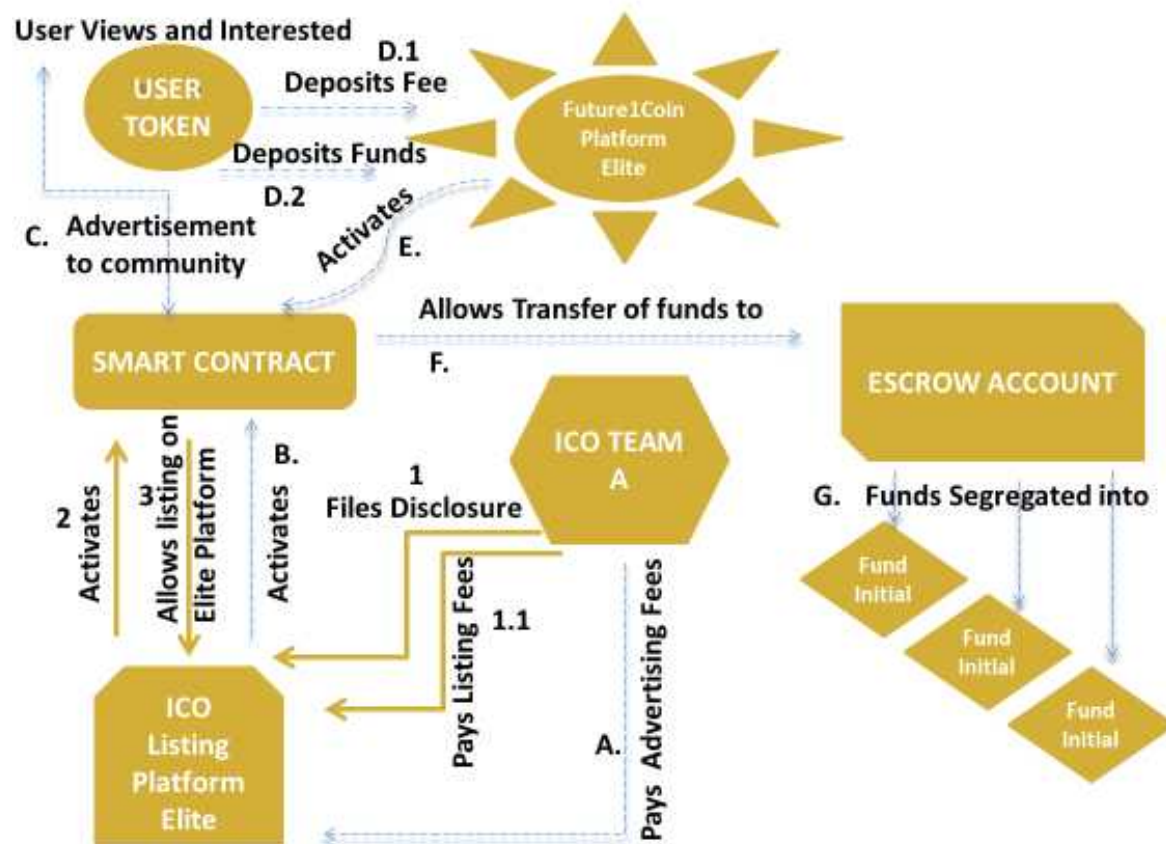 User Views and Interested
USER
TOKEN
D.1
Deposits Fee
Deposits Funds
D.2
Future1Coin
Platform
Elite
C. Advertisement
to community
Activates
E.
SMART CONTRACT
Allows Transfer of funds to
F.
ESCROW ACCOUNT
ICO TEAM
A
2
Activates
3
Allows listing on
Elite Platform
B.
Activates
1
Files Disclosure
1.1
Pays Listing Fees
A.
Pays Advertising Fees
G. Funds Segregated into
Fund
Initial
Fund
Initial
Fund
Initial
ICO
Listing
Platform
Elite